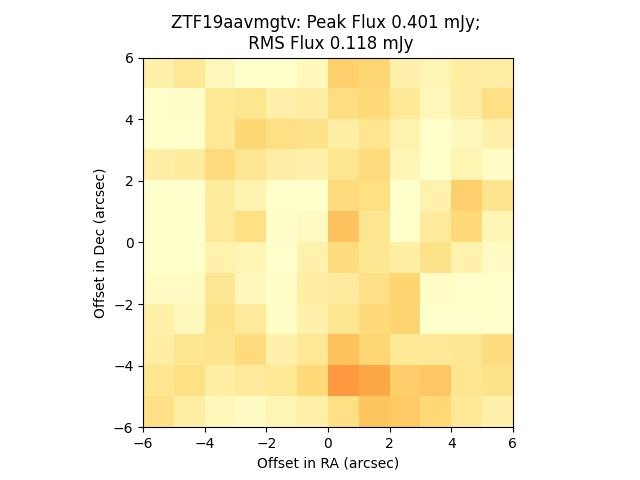 ZTF19aavmgtv: Peak Flux 0.401 mJy;
RMS Flux 0.118 mJy
6
4
2
0
−2
−4
−6
Offset in Dec (arcsec)
−6 −4 −2 0 2 4 6
Offset in RA (arcsec)